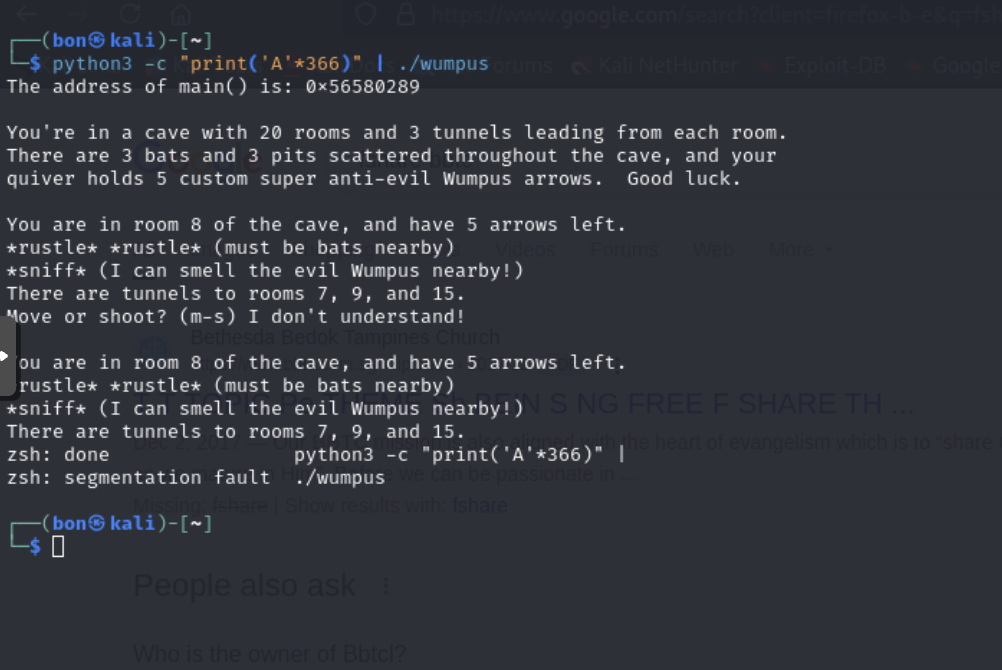 https://www.google.com/search?client=firefox-b-e&q=fsh
┌──(bon㉿kali)-[~]
└─$ python3 -c "print('A'*366)" | ./wumpus
orums Kali NetHunter Exploit-DB Google
The address of main() is: 0×56580289
You're in a cave with 20 rooms and 3 tunnels leading from each room.
There are 3 bats and 3 pits scattered throughout the cave, and your
quiver holds 5 custom super anti-evil Wumpus arrows.  Good luck.
You are in room 8 of the cave, and have 5 arrows left.
*rustle* *rustle* (must be bats nearby)
Videos Forums Web More
*sniff* (I can smell the evil Wumpus nearby!)
There are tunnels to rooms 7, 9, and 15.
Move or shoot? (m-s) I don't understand!
Bethesda Bedok Tampines Church
ou are in room 8 of the cave, and have 5 arrows left.
rustle* *rustle* (must be bats nearby)
*sniff* (I can smell the evil Wumpus nearby!)
NG FREE F SHARE TH ...
There are tunnels to rooms 7, 9, and 15.
also aligned with the heart of evangelism which is to "share
zsh: done                python3 -c "print('A'*366)" |
zsh: segmentation fault  ./wumpus
we can be passionate in ...
Missing: fshare | Show results with: fshare
┌──(bon㉿kali)-[~]
└─$
People also ask
Who is the owner of Bbtcl?